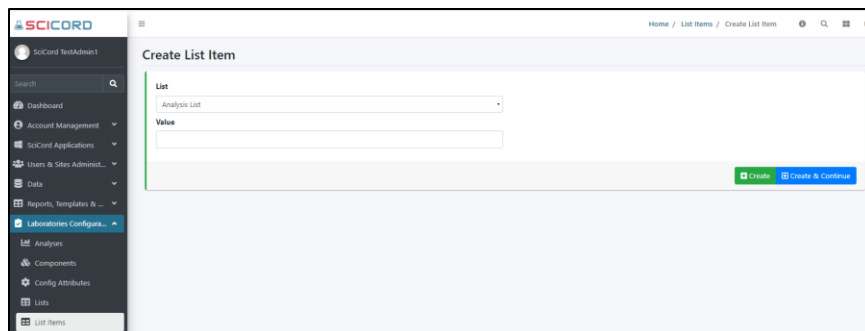 SCICORD
Home / List Items / Create List Item
SciCord TestAdmin1
Create List Item
Search
List
Analysis List
Value
Dashboard
Account Management
SciCord Applications
Users & Sites Administ...
Data
Create
Create & Continue
Reports, Templates & ...
Laboratories Configura...
Analyses
Components
Config Attributes
Lists
List Items